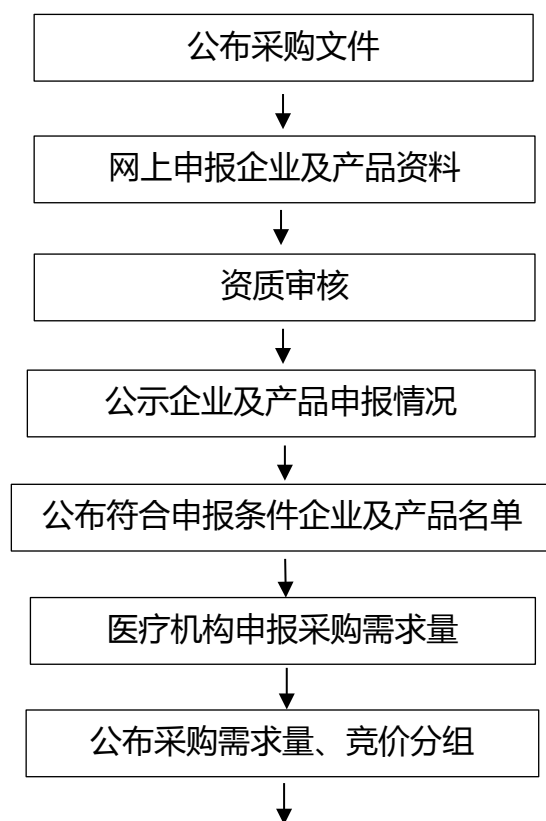 公布采购文件
网上申报企业及产品资料
资质审核
公示企业及产品申报情况
公布符合申报条件企业及产品名单
医疗机构申报采购需求量
公布采购需求量、竞价分组